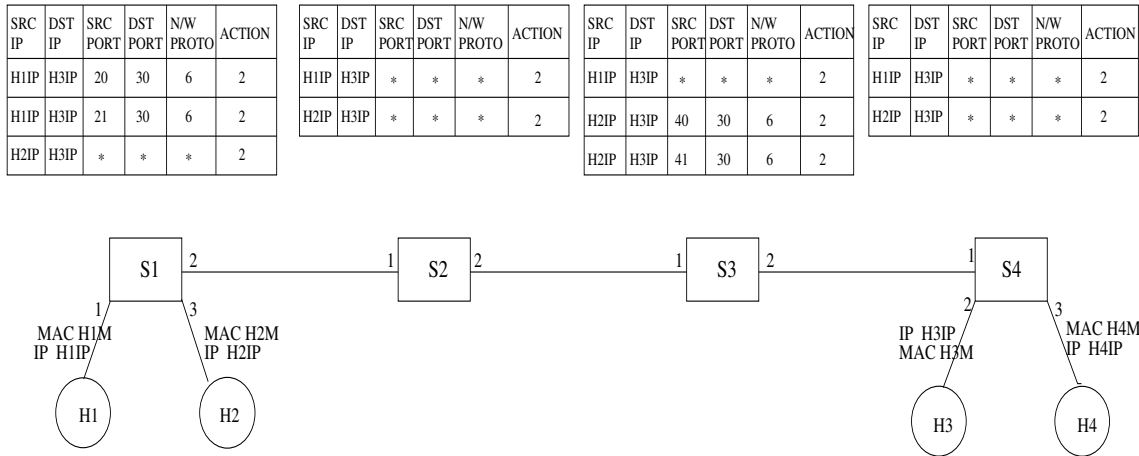 SRC IP DST IP SRC PORT DST PORT N/W PROTO ACTION
H1IP H3IP 20 30 6 2
H1IP H3IP 21 30 6 2
H2IP H3IP * * * 2
SRC IP DST IP SRC PORT DST PORT N/W PROTO ACTION
H1IP H3IP * * * 2
H2IP H3IP * * * 2
SRC IP DST IP SRC PORT DST PORT N/W PROTO ACTION
H1IP H3IP * * * 2
H2IP H3IP 40 30 6 2
H2IP H3IP 41 30 6 2
SRC IP DST IP SRC PORT DST PORT N/W PROTO ACTION
H1IP H3IP * * * 2
H2IP H3IP * * * 2
S1 2 1 S2 2 1 S3 2 1 S4
1 3 2 3
MAC H1M
IP H1IP
MAC H2M
IP H2IP
IP H3IP
MAC H3M
MAC H4M
IP H4IP
H1 H2 H3 H4